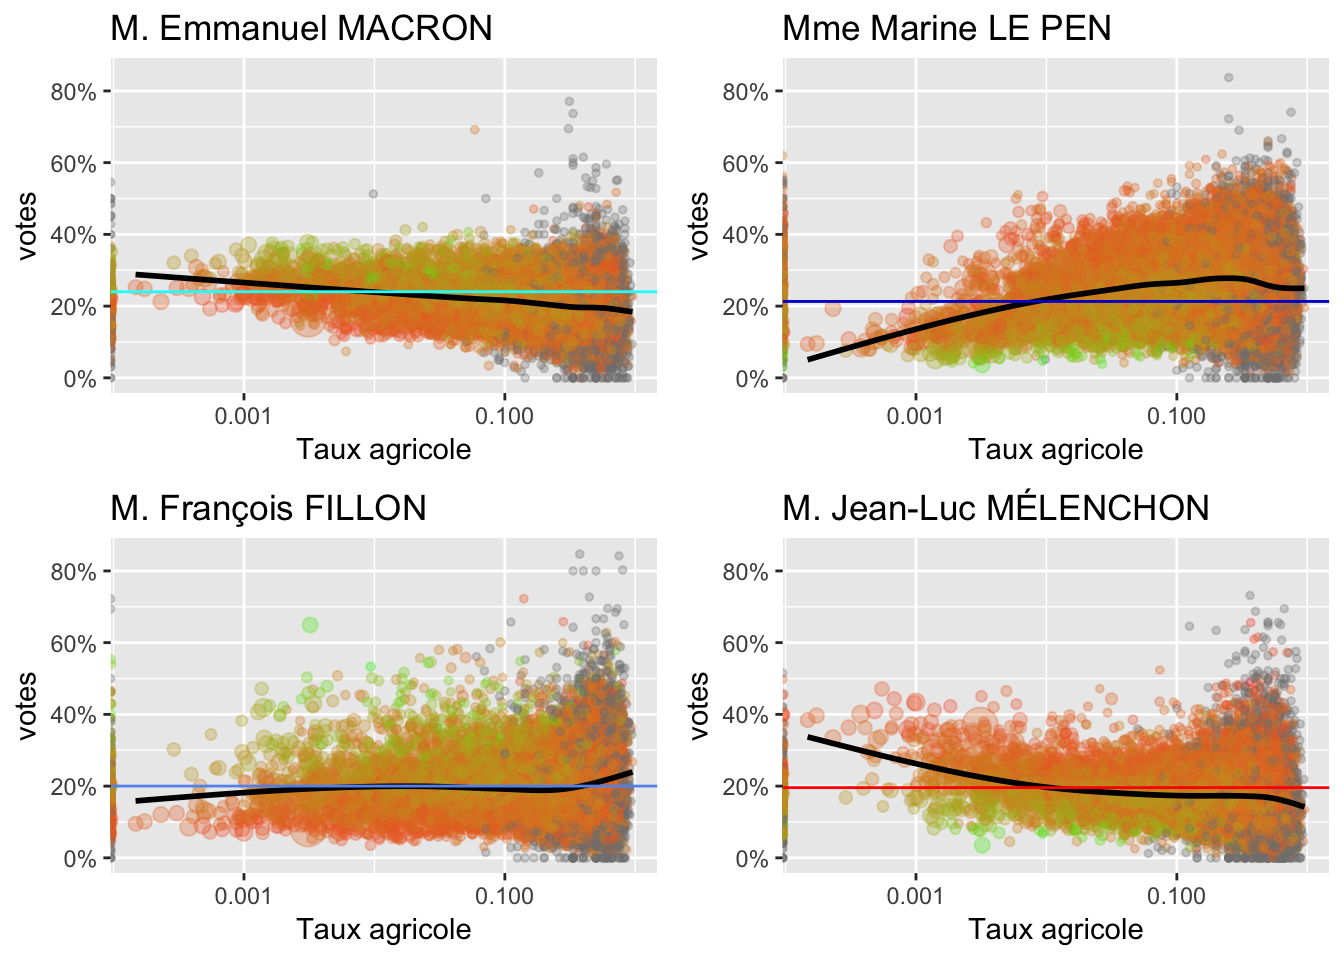 M. Emmanuel MACRON
80%
60%
40%
20%
0%
votes
0.001
0.100
Taux agricole
Mme Marine LE PEN
80%
60%
40%
20%
0%
votes
0.001
0.100
Taux agricole
M. François FILLON
80%
60%
40%
20%
0%
votes
0.001
0.100
Taux agricole
M. Jean-Luc MÉLENCHON
80%
60%
40%
20%
0%
votes
0.001
0.100
Taux agricole